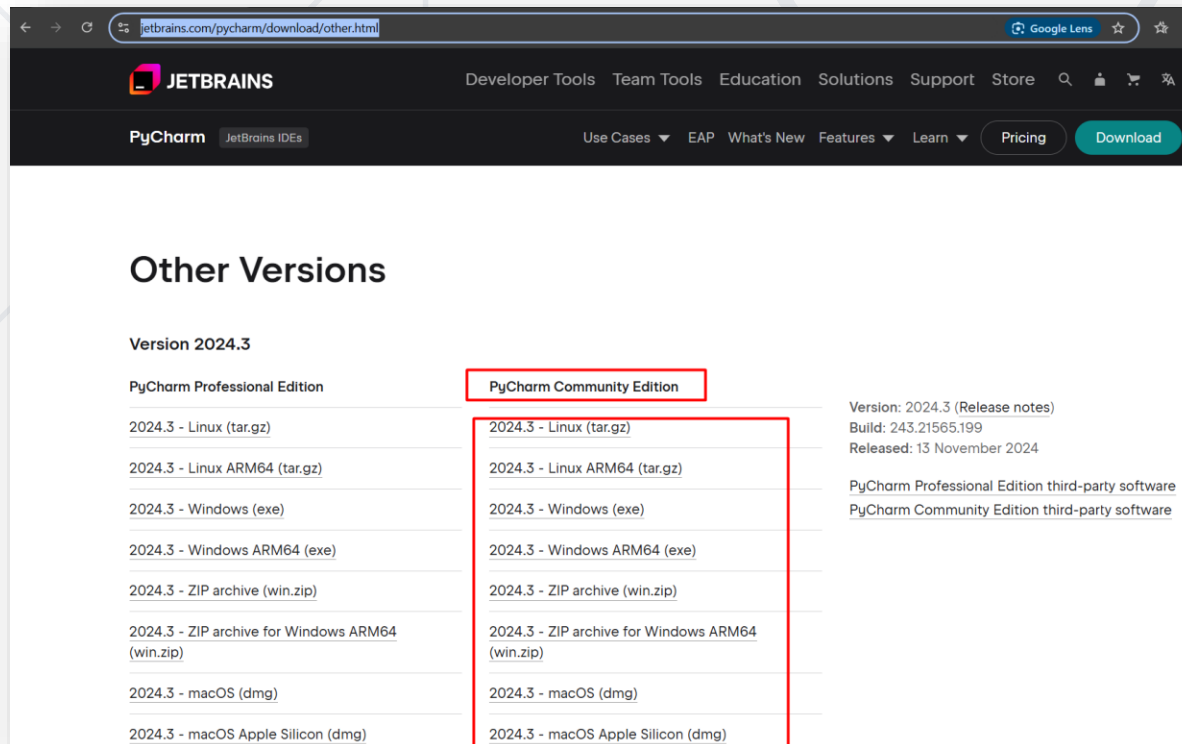 jetbrains.com/pycharm/download/other.html
Google Lens
JETBRAINS
Developer Tools Team Tools Education Solutions Support Store
PyCharm JetBrains IDEs
Use Cases EAP What's New Features Learn Pricing Download
Other Versions
Version 2024.3
PyCharm Professional Edition
2024.3 - Linux (tar.gz)
2024.3 - Linux ARM64 (tar.gz)
2024.3 - Windows (exe)
2024.3 - Windows ARM64 (exe)
2024.3 - ZIP archive (win.zip)
2024.3 - ZIP archive for Windows ARM64
(win.zip)
2024.3 - macOS (dmg)
2024.3 - macOS Apple Silicon (dmg)
PyCharm Community Edition
2024.3 - Linux (tar.gz)
2024.3 - Linux ARM64 (tar.gz)
2024.3 - Windows (exe)
2024.3 - Windows ARM64 (exe)
2024.3 - ZIP archive (win.zip)
2024.3 - ZIP archive for Windows ARM64
(win.zip)
2024.3 - macOS (dmg)
2024.3 - macOS Apple Silicon (dmg)
Version: 2024.3 (Release notes)
Build: 243.21565.199
Released: 13 November 2024
PyCharm Professional Edition third-party software
PyCharm Community Edition third-party software